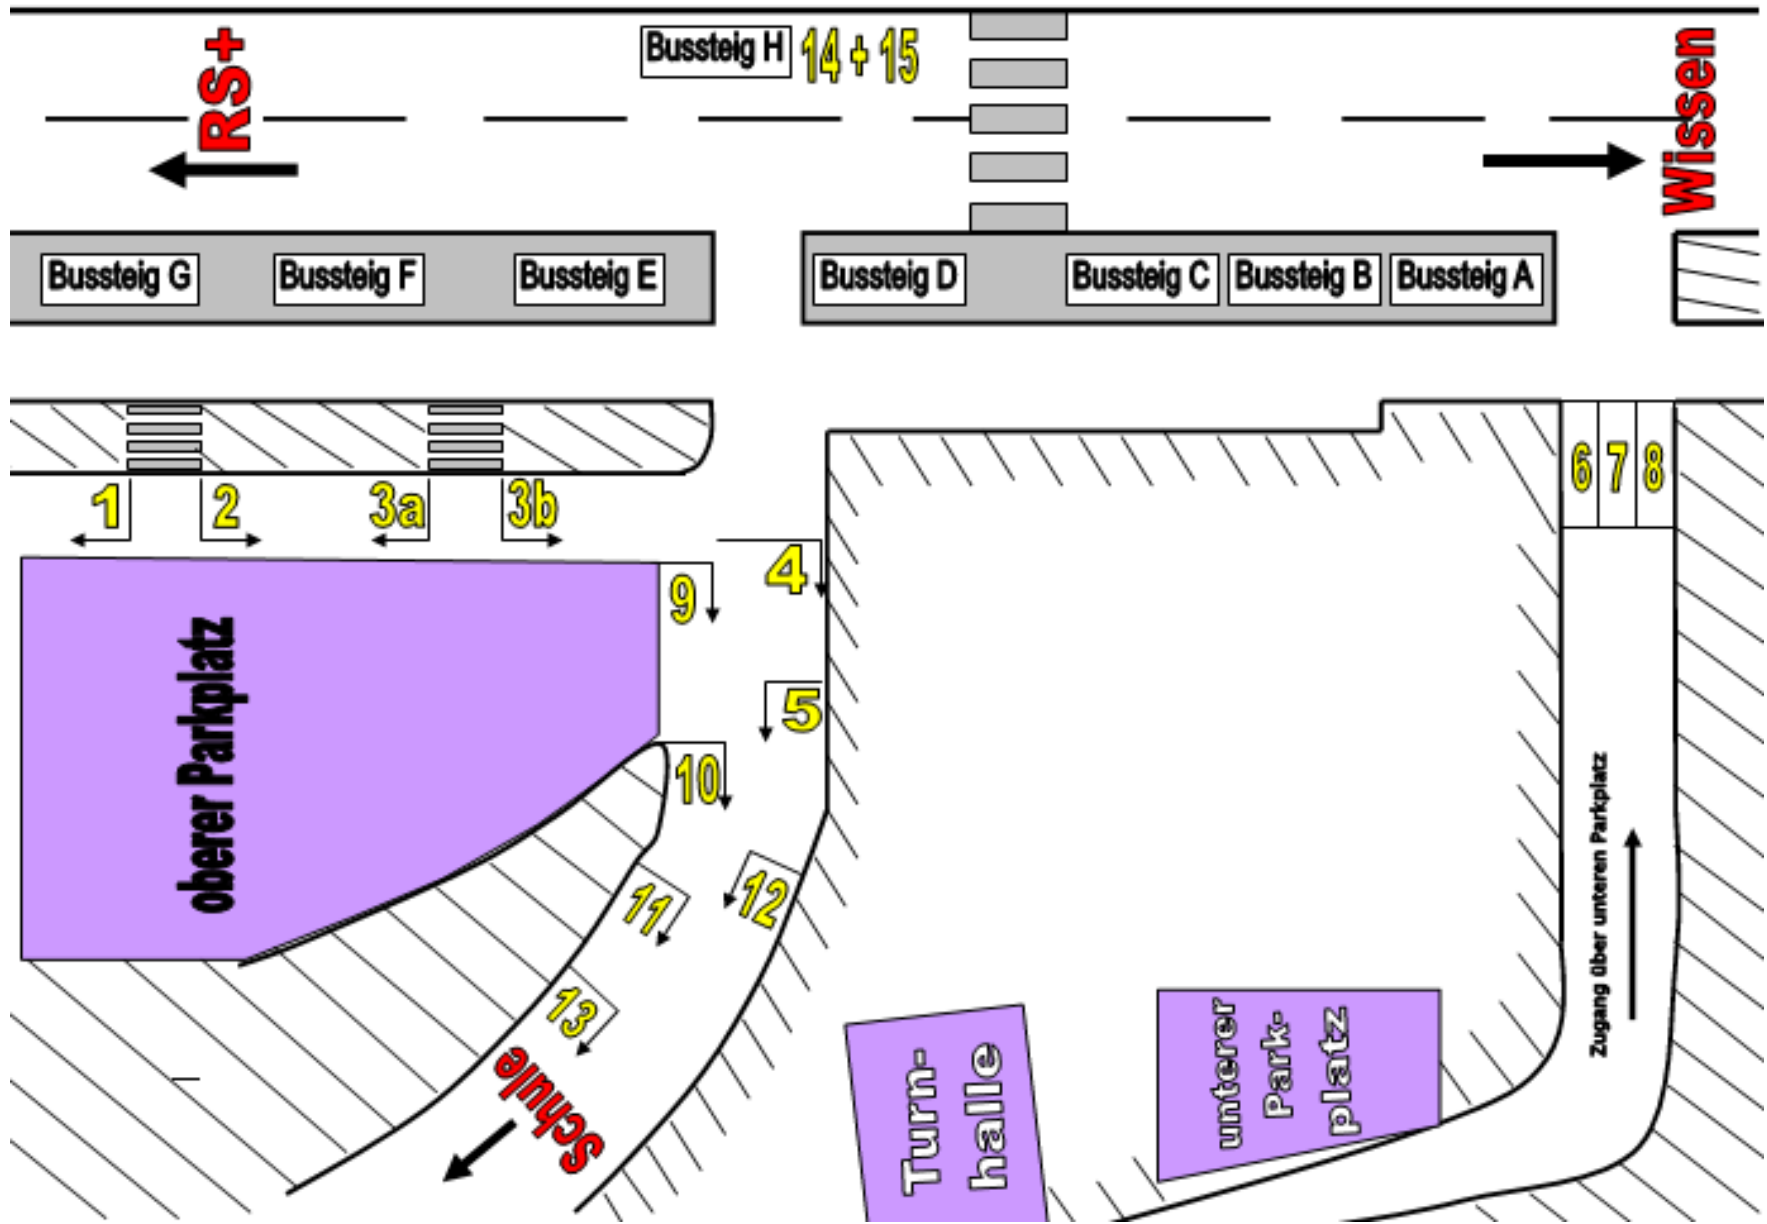 RS+
Bussteig H
14 + 15
Wissen
Bussteig G
Bussteig F
Bussteig E
Bussteig D
Bussteig C
Bussteig B
Bussteig A
1
2
3a
3b
4
5
6
7
8
9
10
11
12
13
oberer Parkplatz
Schule
Turn-
halle
unterer
Park-
platz
Zugang über unteren Parkplatz